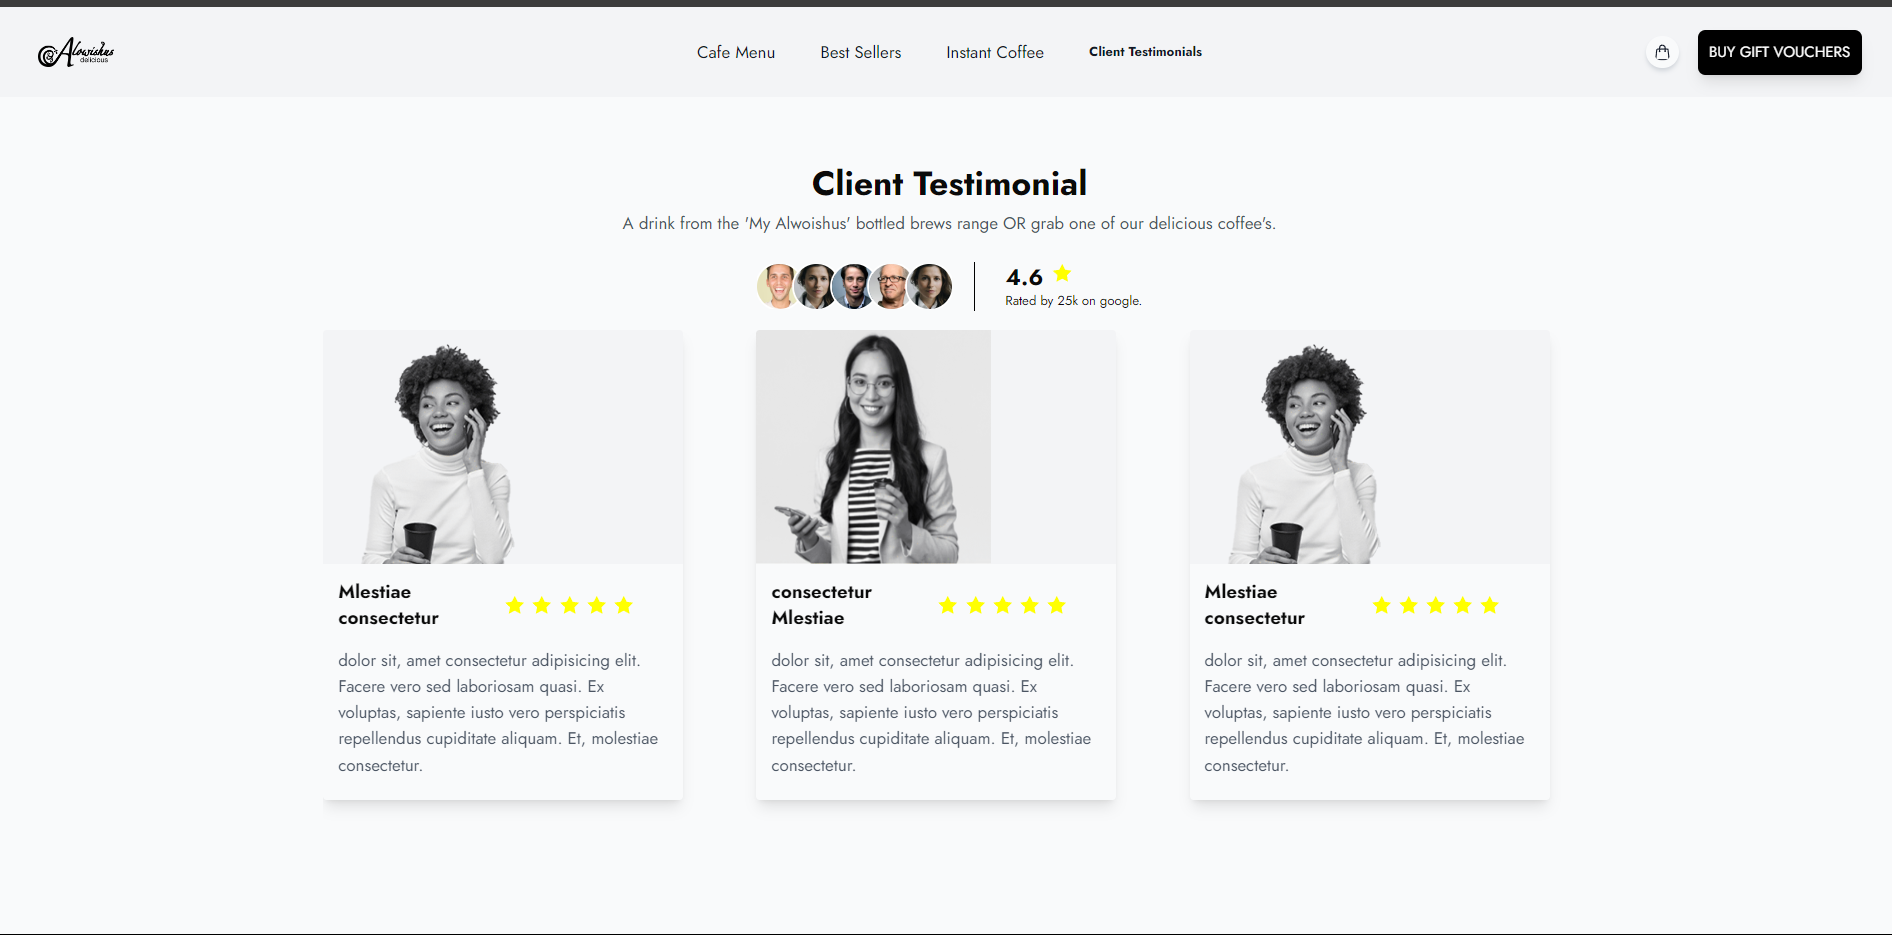 Alowishus
delicious
Cafe Menu
Best Sellers
Instant Coffee
Client Testimonials
BUY GIFT VOUCHERS
Client Testimonial
A drink from the 'My Alwoishus' bottled brews range OR grab one of our delicious coffee's.
4.6
Rated by 25k on google.
Mlestiae
consectetur
dolor sit, amet consectetur adipisicing elit.
Facere vero sed laboriosam quasi. Ex
voluptas, sapiente iusto vero perspiciatis
repellendus cupiditate aliquam. Et, molestiae
consectetur.
consectetur
Mlestiae
dolor sit, amet consectetur adipisicing elit.
Facere vero sed laboriosam quasi. Ex
voluptas, sapiente iusto vero perspiciatis
repellendus cupiditate aliquam. Et, molestiae
consectetur.
Mlestiae
consectetur
dolor sit, amet consectetur adipisicing elit.
Facere vero sed laboriosam quasi. Ex
voluptas, sapiente iusto vero perspiciatis
repellendus cupiditate aliquam. Et, molestiae
consectetur.